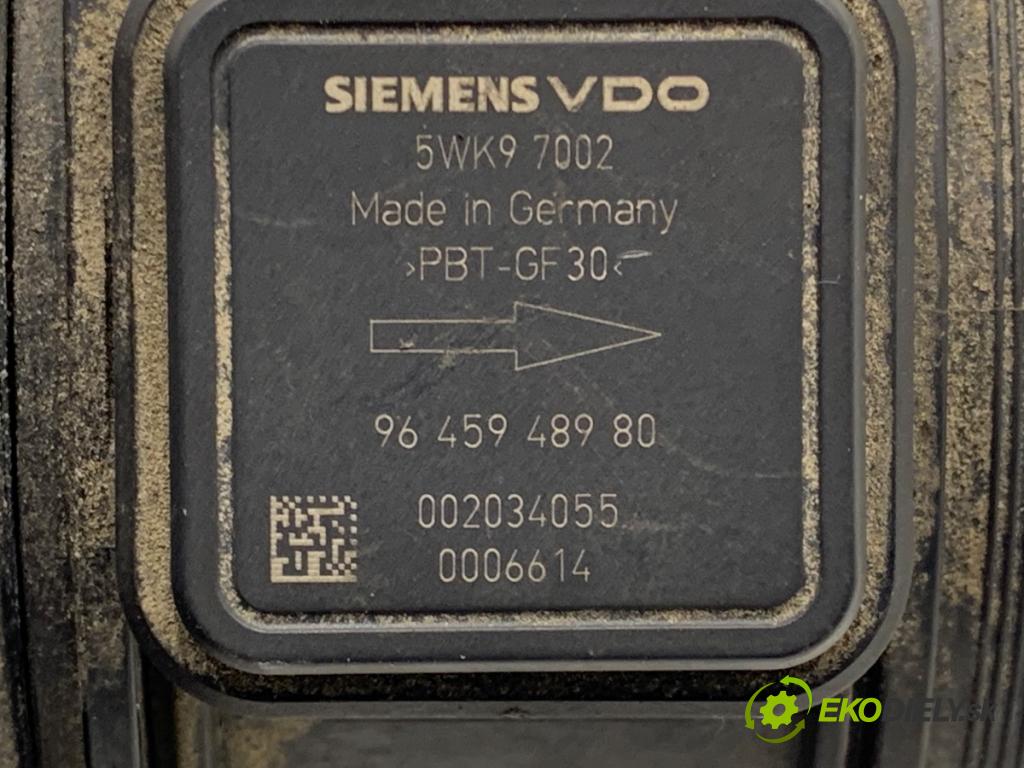 SIEMENS VDO
5WK9 7002
Made in Germany
>PBT-GF30<
96 459 489 80
002034055
0006614
EKODIELY.sk